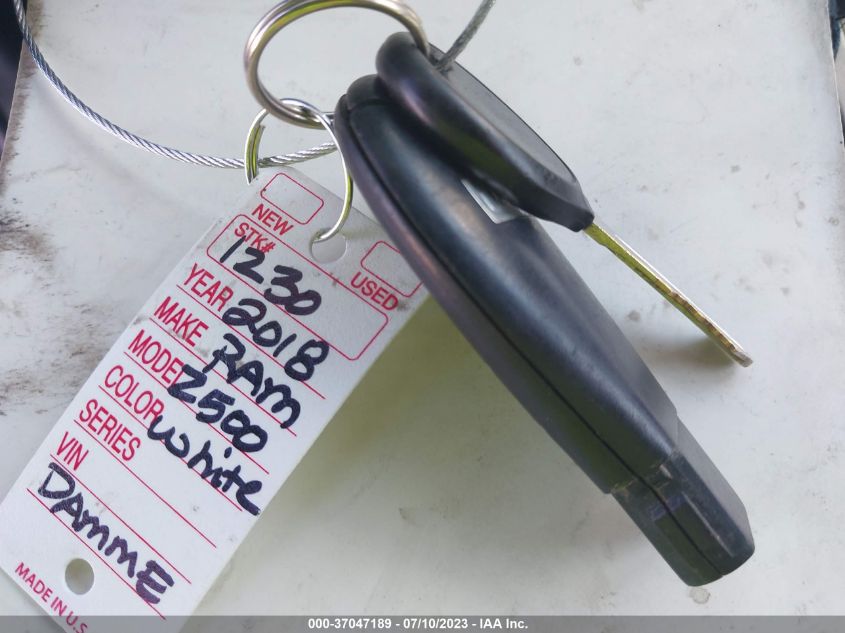 NEW
USED
STK#
1230
YEAR 2018
MAKE RAM
MODEL 2500
COLOR White
SERIES
VIN
DAMME
MADE IN U.S
000-37047189 - 07/10/2023 - IAA Inc.